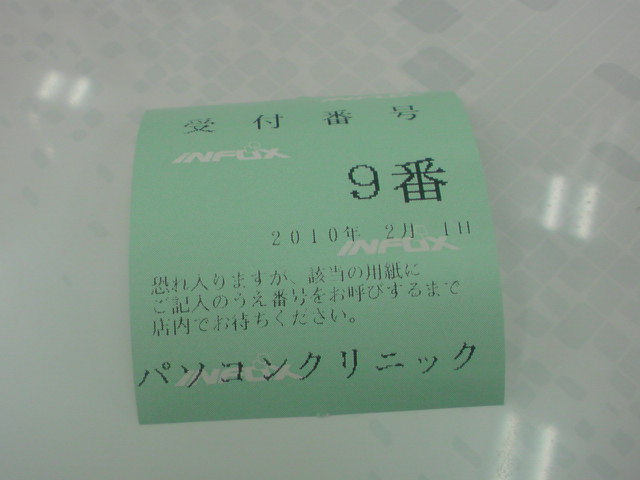 受付番号
INFOX
9番
2010年 2月 1日
INFOX
恐れ入りますが、該当の用紙に
ご記入のうえ番号をお呼びするまで
店内でお待ちください。
パソコンクリニック
INFOX